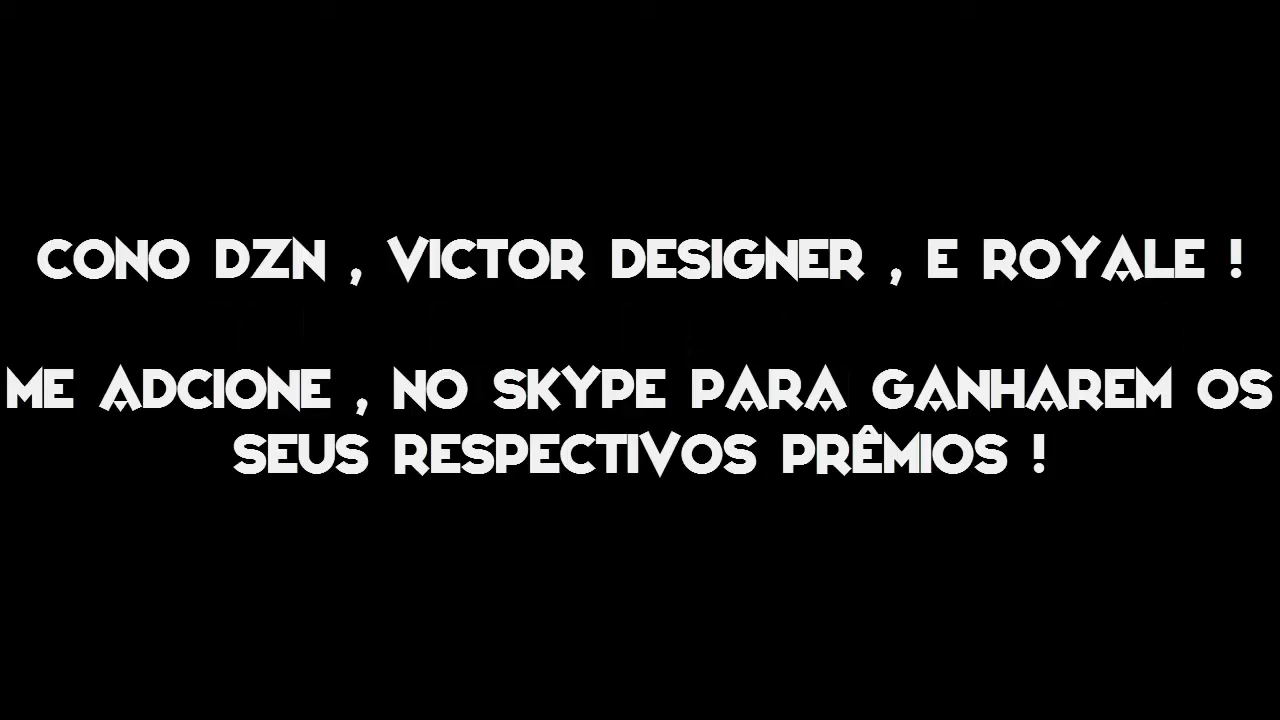 CONO DZN , VICTOR DESIGNER , E ROYALE !
ME ADCIONE , NO SKYPE PARA GANHAREM OS
SEUS RESPECTIVOS PRÊMIOS !